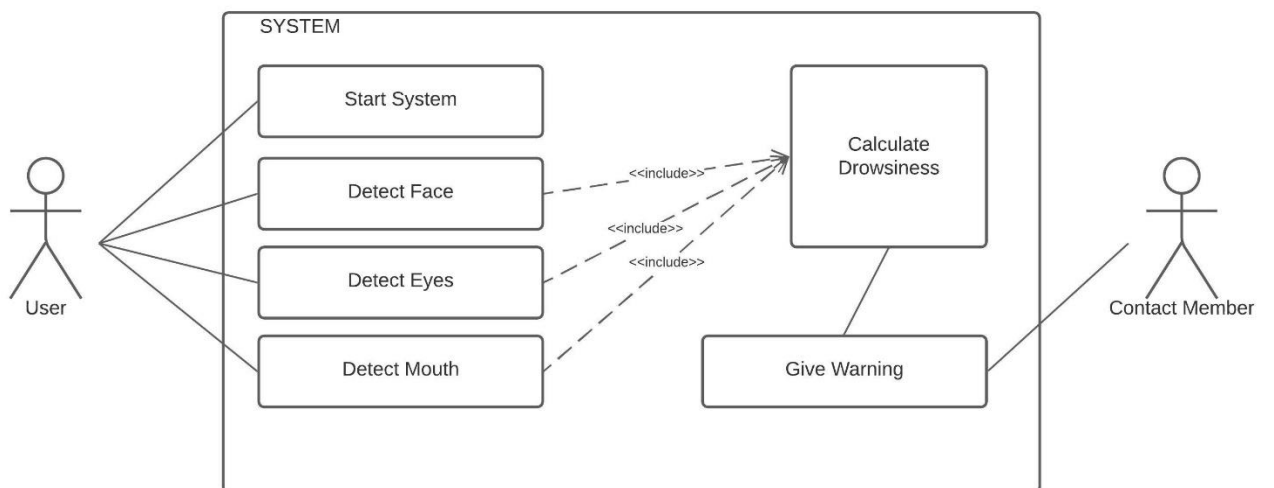 SYSTEM
Start System
Detect Face
Detect Eyes
Detect Mouth
<<include>>
<<include>>
<<include>>
Calculate
Drowsiness
Give Warning
User
Contact Member